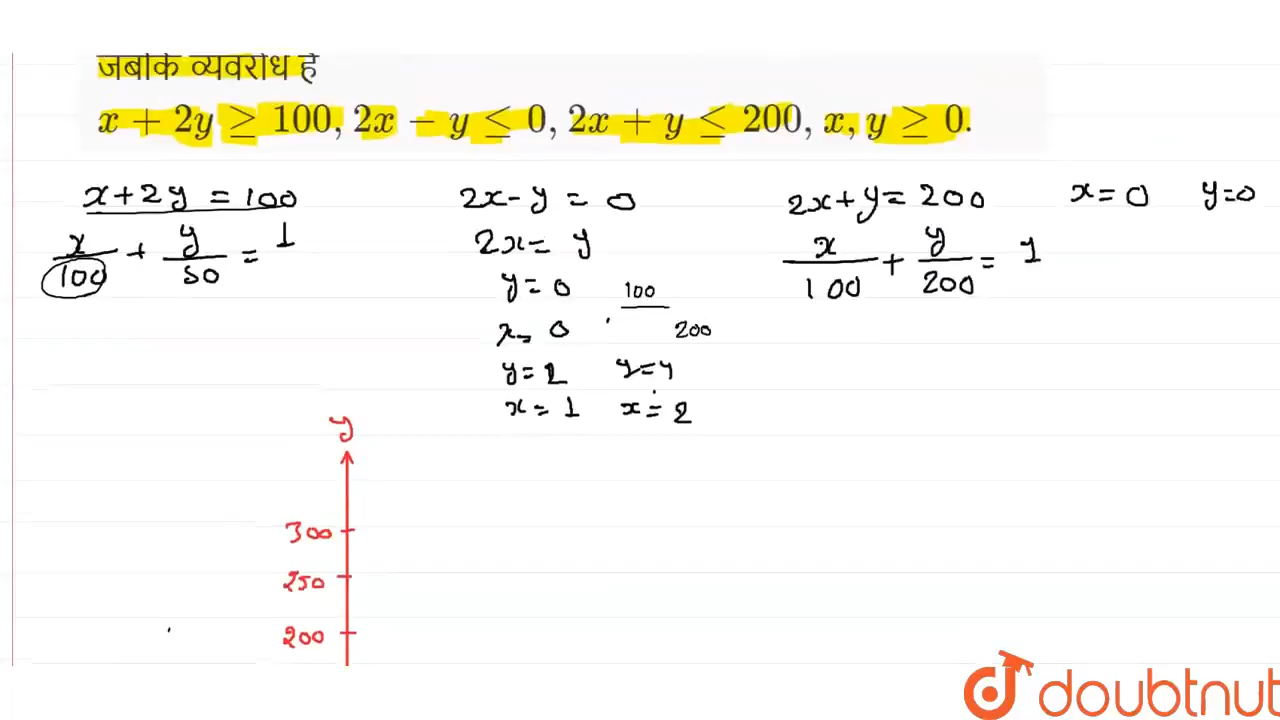 जबकि व्यवरोध है
x + 2y ≥ 100, 2x − y ≤ 0, 2x + y ≤ 200, x, y ≥ 0.
x + 2y = 100 2x - y = 0 2x + y = 200 x = 0 y = 0
x/100 + y/50 = 1 2x = y x/100 + y/200 = 1
y = 0 100
x = 0 200
y = 2 y = 4
x = 1 x = 2
y
300
250
200
doubtnut